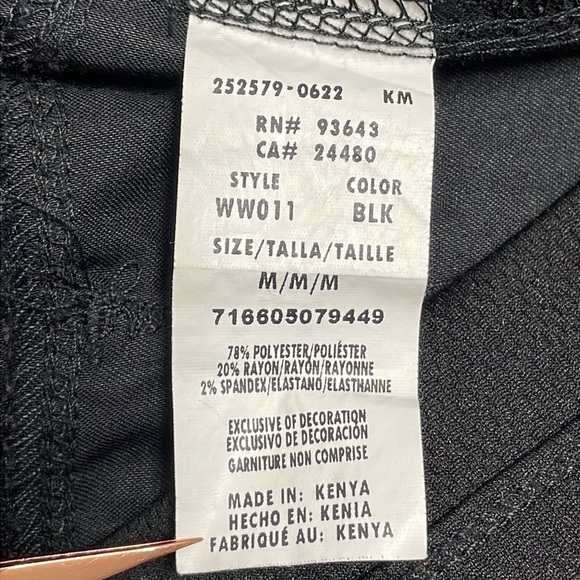 252579-0622 KM
RN# 93643
CA# 24480
STYLE COLOR
WW011 BLK
SIZE/TALLA/TAILLE
M/M/M
716605079449
78% POLYESTER/POLIÉSTER
20% RAYON/RAYÓN/RAYONNE
2% SPANDEX/ELASTANO/ELASTHANNE
EXCLUSIVE OF DECORATION
EXCLUSIVO DE DECORACIÓN
GARNITURE NON COMPRISE
MADE IN: KENYA
HECHO EN: KENIA
FABRIQUÉ AU: KENYA